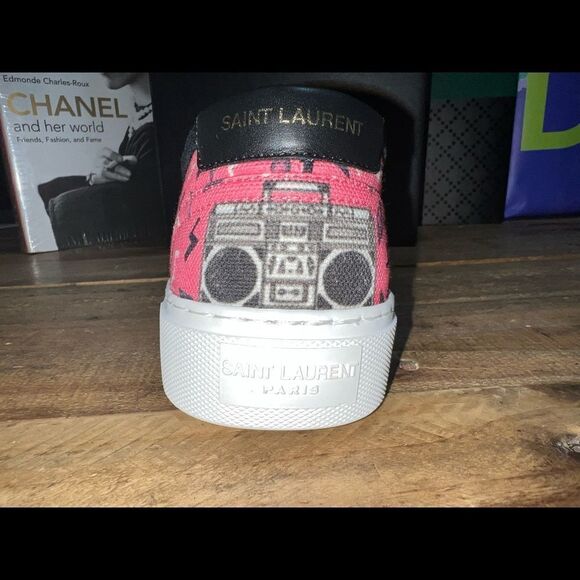 Edmonde Charles-Roux
CHANEL
and her world
Friends, Fashion, and Fame
SAINT LAURENT
SAINT LAURENT
PARIS